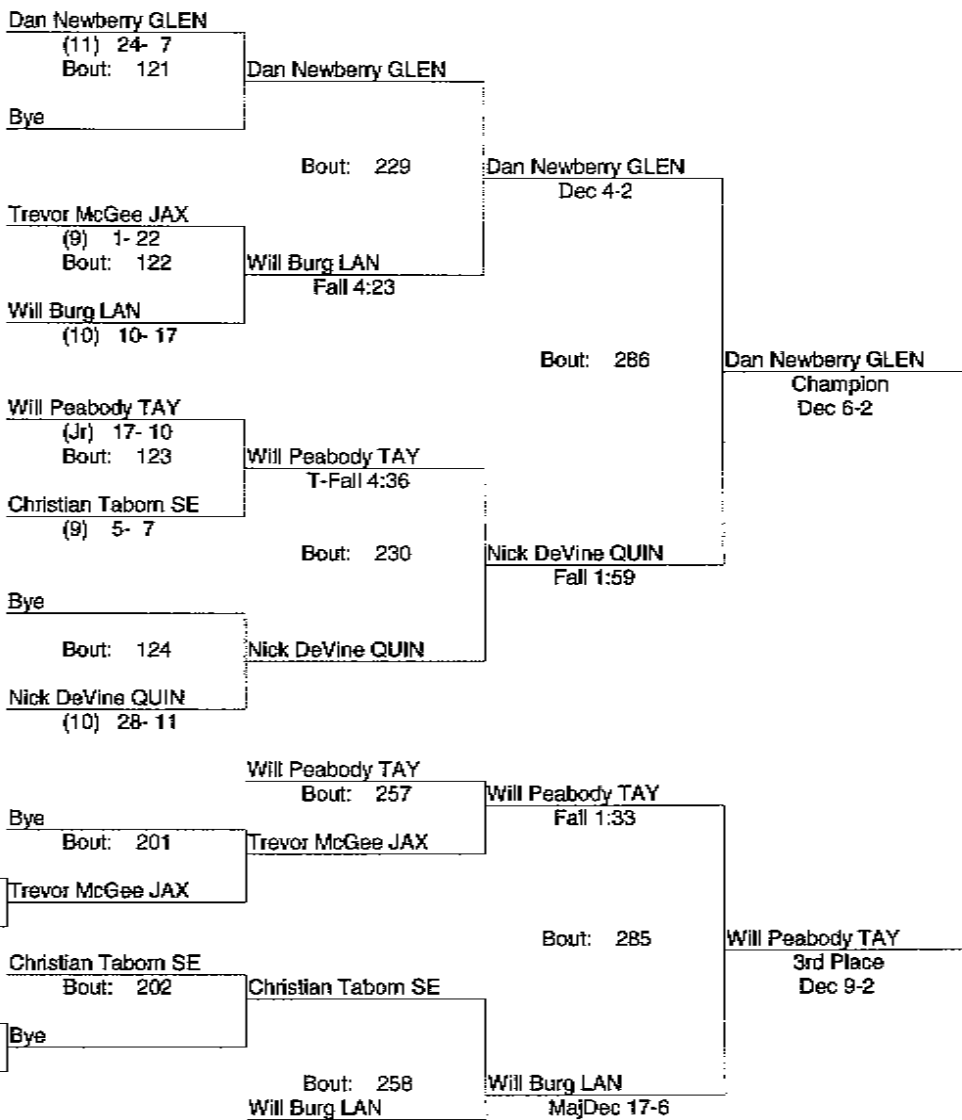 Dan Newberry GLEN
(11) 24- 7
Bout: 121
Dan Newberry GLEN
Bye
Bout: 229
Dan Newberry GLEN
Dec 4-2
Trevor McGee JAX
(9) 1- 22
Bout: 122
Will Burg LAN
Fall 4:23
Will Burg LAN
(10) 10- 17
Bout: 286
Dan Newberry GLEN
Champion
Dec 6-2
Will Peabody TAY
(Jr) 17- 10
Bout: 123
Will Peabody TAY
T-Fall 4:36
Christian Taborn SE
(9) 5- 7
Bout: 230
Nick DeVine QUIN
Fall 1:59
Bye
Bout: 124
Nick DeVine QUIN
Nick DeVine QUIN
(10) 28- 11
Will Peabody TAY
Bout: 257
Will Peabody TAY
Fall 1:33
Bye
Bout: 201
Trevor McGee JAX
Trevor McGee JAX
Bout: 285
Will Peabody TAY
3rd Place
Dec 9-2
Christian Taborn SE
Bout: 202
Christian Taborn SE
Bye
Bout: 258
Will Burg LAN
MajDec 17-6
Will Burg LAN